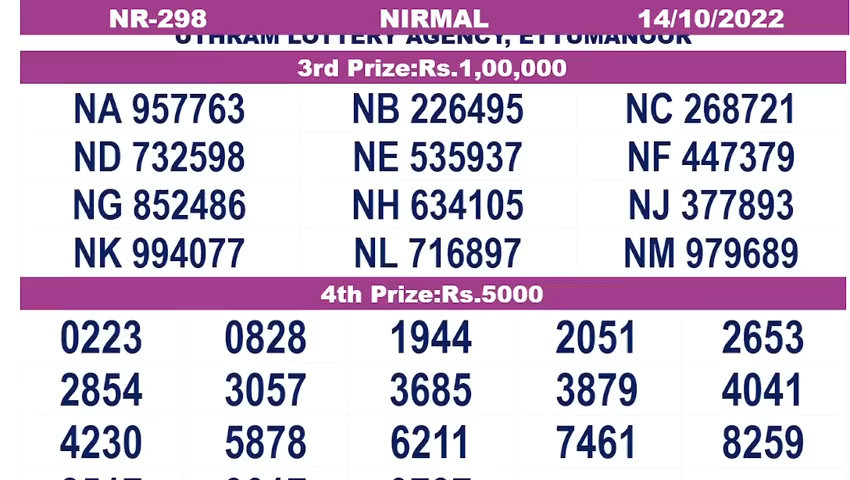 NR-298 NIRMAL 14/10/2022
UTHRAM LOTTERY AGENCY, ETTUMANOOR
3rd Prize:Rs.1,00,000
NA 957763 NB 226495 NC 268721
ND 732598 NE 535937 NF 447379
NG 852486 NH 634105 NJ 377893
NK 994077 NL 716897 NM 979689
4th Prize:Rs.5000
0223 0828 1944 2051 2653
2854 3057 3685 3879 4041
4230 5878 6211 7461 8259